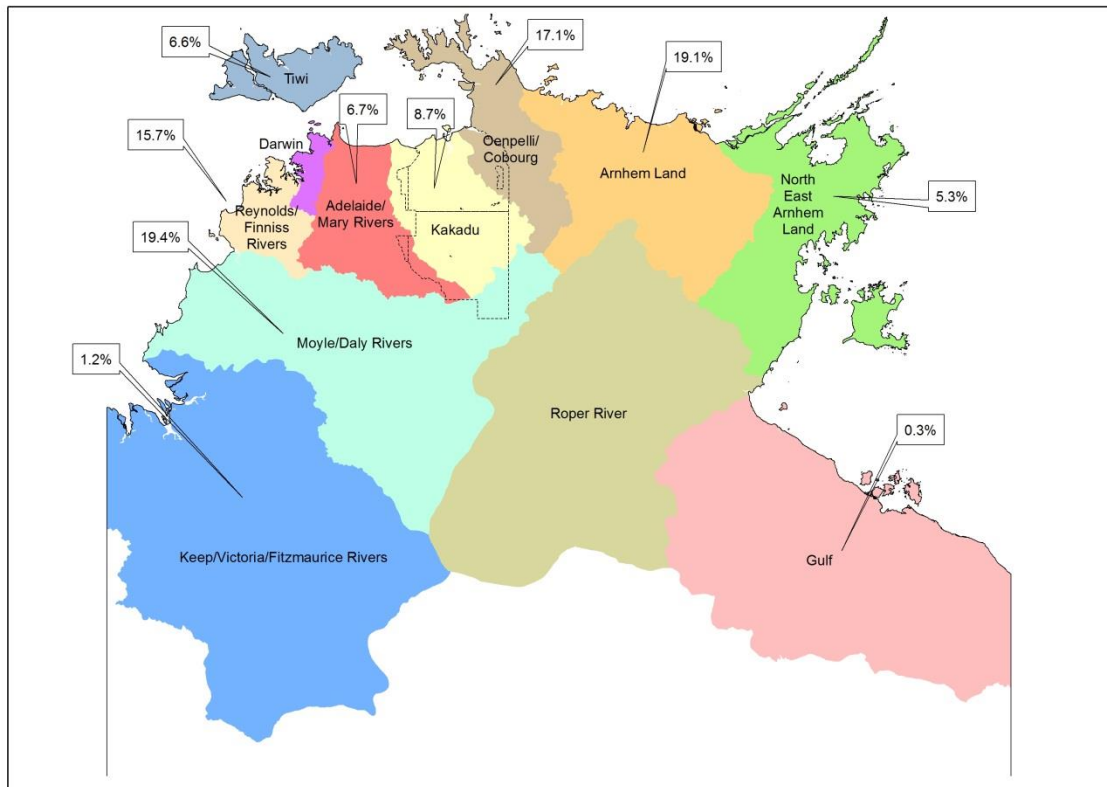 17.1%
6.6%
19.1%
Tiwi
6.7%
8.7%
15.7%
Darwin
Oenpelli/
Cobourg
Arnhem Land
North
East
Arnhem
Land
5.3%
Reynolds/
Finniss
Rivers
Adelaide/
Mary Rivers
Kakadu
19.4%
Moyle/Daly Rivers
1.2%
Roper River
0.3%
Keep/Victoria/Fitzmaurice Rivers
Gulf